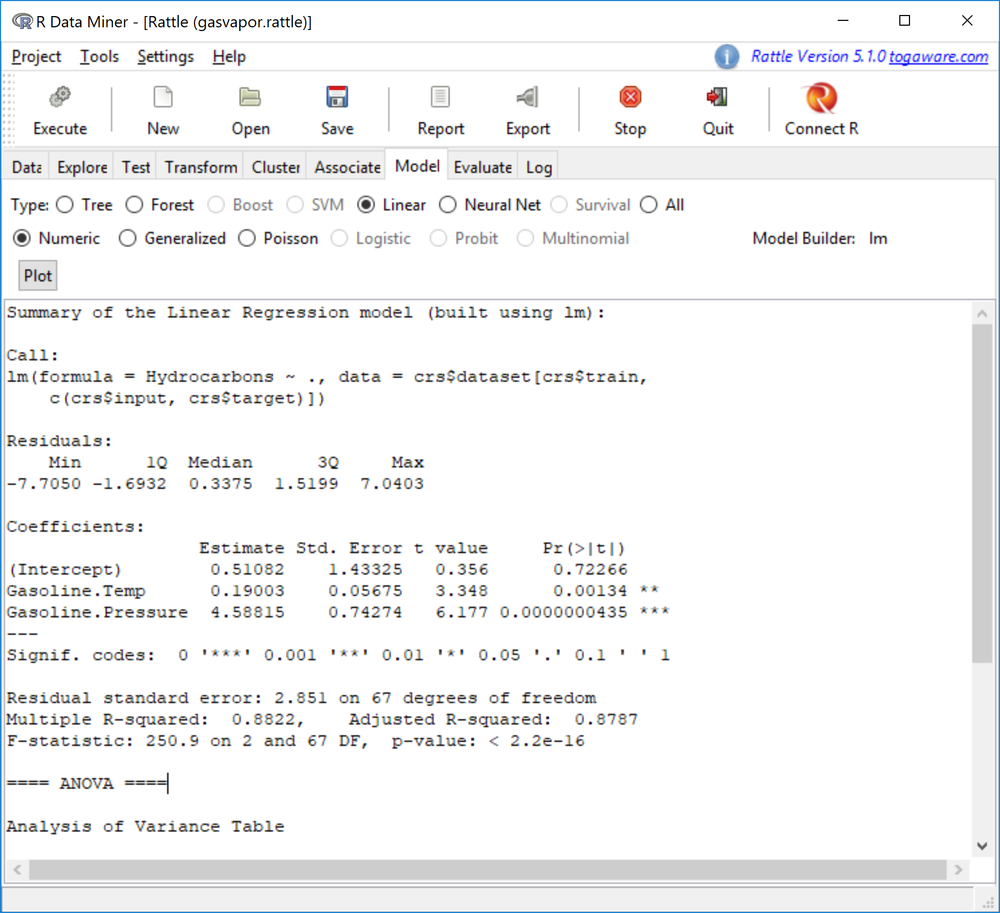 R Data Miner - [Rattle (gasvapor.rattle)]
Project Tools Settings Help Rattle Version 5.1.0 togaware.com
Execute New Open Save Report Export Stop Quit Connect R
Data Explore Test Transform Cluster Associate Model Evaluate Log
Type: Tree Forest Boost SVM Linear Neural Net Survival All
Numeric Generalized Poisson Logistic Probit Multinomial Model Builder: lm
Plot
Summary of the Linear Regression model (built using lm):
Call:
lm(formula = Hydrocarbons ~ ., data = crs$dataset[crs$train,
c(crs$input, crs$target)])
Residuals:
Min 1Q Median 3Q Max
-7.7050 -1.6932 0.3375 1.5199 7.0403
Coefficients:
Estimate Std. Error t value Pr(>|t|)
(Intercept) 0.51082 1.43325 0.356 0.72266
Gasoline.Temp 0.19003 0.05675 3.348 0.00134 **
Gasoline.Pressure 4.58815 0.74274 6.177 0.0000000435 ***
---
Signif. codes: 0 '***' 0.001 '**' 0.01 '*' 0.05 '.' 0.1 ' ' 1
Residual standard error: 2.851 on 67 degrees of freedom
Multiple R-squared: 0.8822, Adjusted R-squared: 0.8787
F-statistic: 250.9 on 2 and 67 DF, p-value: < 2.2e-16
==== ANOVA ====
Analysis of Variance Table